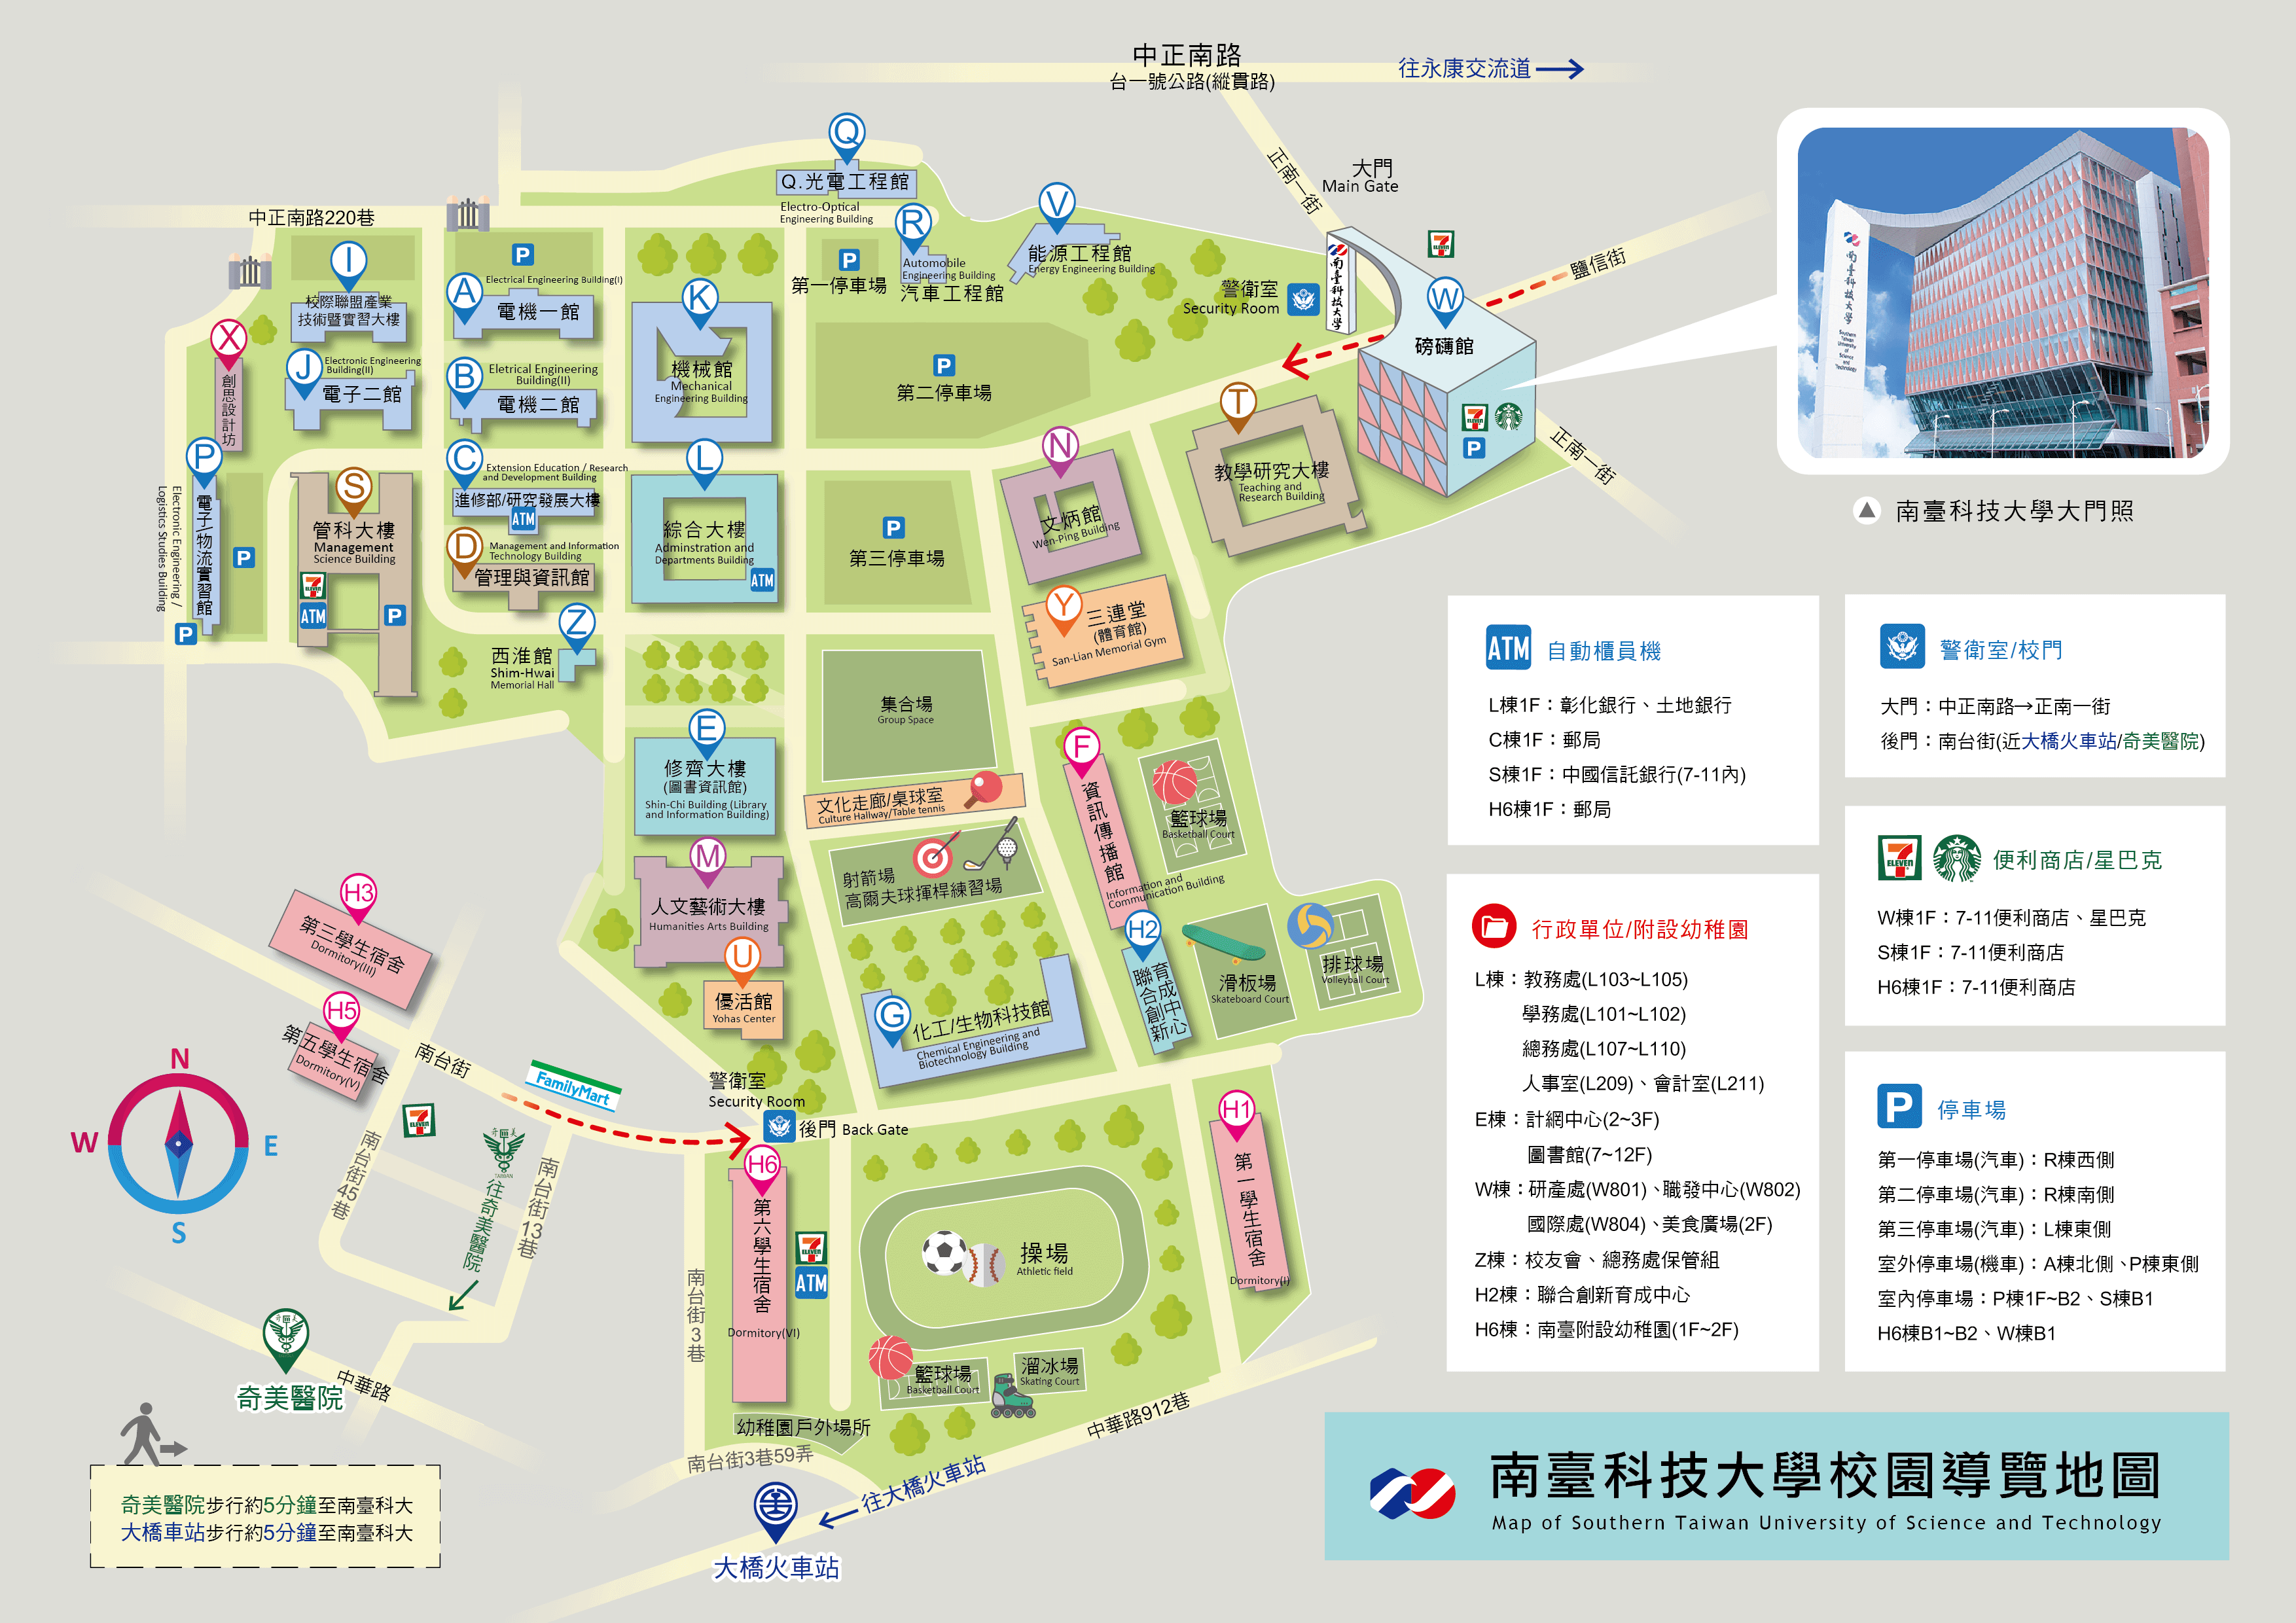 中正南路
台一號公路(縱貫路)
往永康交流道
正南一街
大門
Main Gate
鹽信街
正南一街
中正南路220巷
Q
Q.光電工程館
Electro-Optical
Engineering Building
R
Automobile
Engineering Building
汽車工程館
V
能源工程館
Energy Engineering Building
P
第一停車場
警衛室
Security Room
南臺科技大學
7
ELEVEN
W
磅礴館
7
ELEVEN
P
南臺科技大學
Southern
Taiwan
University
of
Science
and
Technology
南臺科技大學大門照
I
校際聯盟產業
技術暨實習大樓
P
Electrical Engineering Building(I)
A
電機一館
K
機械館
Mechanical
Engineering Building
X
創思設計坊
J
Electronic Engineering
Building(II)
電子二館
B
Eletrical Engineering
Building(II)
電機二館
P
第二停車場
T
教學研究大樓
Teaching and
Research Building
N
文炳館
Wen-Ping Building
P
電子/物流實習館
Electronic Engineering /
Logistics Studies Building
P
P
S
管科大樓
Management
Science Building
7
ELEVEN
ATM
P
C
Extension Education / Research
and Development Building
進修部/研究發展大樓
ATM
D
Management and Information
Technology Building
管理與資訊館
L
綜合大樓
Adminstration and
Departments Building
ATM
P
第三停車場
Y
三連堂
(體育館)
San-Lian Memorial Gym
Z
西淮館
Shim-Hwai
Memorial Hall
集合場
Group Space
E
修齊大樓
(圖書資訊館)
Shin-Chi Building (Library
and Information Building)
文化走廊/桌球室
Culture Hallway/Table tennis
F
資訊傳播館
Information and
Communication Building
籃球場
Basketball Court
M
人文藝術大樓
Humanities Arts Building
射箭場
高爾夫球揮桿練習場
U
優活館
Yohas Center
G
化工/生物科技館
Chemical Engineering and
Biotechnology Building
H2
聯合創新
育成中心
滑板場
Skateboard Court
排球場
Volleyball Court
H3
第三學生宿舍
Dormitory(III)
H5
第五學生宿舍
Dormitory(V)
南台街
FamilyMart
警衛室
Security Room
後門 Back Gate
H1
第一學生宿舍
Dormitory(I)
H6
第六學生宿舍
Dormitory(VI)
7
ELEVEN
ATM
操場
Athletic field
籃球場
Basketball Court
溜冰場
Skating Court
幼稚園戶外場所
南台街3巷
南台街3巷59弄
中華路912巷
往大橋火車站
大橋火車站
N
W
E
S
7
ELEVEN
南台街45巷
奇美
往奇美醫院
南台街13巷
奇美醫院
中華路
奇美醫院步行約5分鐘至南臺科大
大橋車站步行約5分鐘至南臺科大
ATM 自動櫃員機
L棟1F：彰化銀行、土地銀行
C棟1F：郵局
S棟1F：中國信託銀行(7-11內)
H6棟1F：郵局
警衛室/校門
大門：中正南路→正南一街
後門：南台街(近大橋火車站/奇美醫院)
行政單位/附設幼稚園
L棟：教務處(L103~L105)
學務處(L101~L102)
總務處(L107~L110)
人事室(L209)、會計室(L211)
E棟：計網中心(2~3F)
圖書館(7~12F)
W棟：研產處(W801)、職發中心(W802)
國際處(W804)、美食廣場(2F)
Z棟：校友會、總務處保管組
H2棟：聯合創新育成中心
H6棟：南臺附設幼稚園(1F~2F)
7
ELEVEN
便利商店/星巴克
W棟1F：7-11便利商店、星巴克
S棟1F：7-11便利商店
H6棟1F：7-11便利商店
P 停車場
第一停車場(汽車)：R棟西側
第二停車場(汽車)：R棟南側
第三停車場(汽車)：L棟東側
室外停車場(機車)：A棟北側、P棟東側
室內停車場：P棟1F~B2、S棟B1
H6棟B1~B2、W棟B1
南臺科技大學校園導覽地圖
Map of Southern Taiwan University of Science and Technology